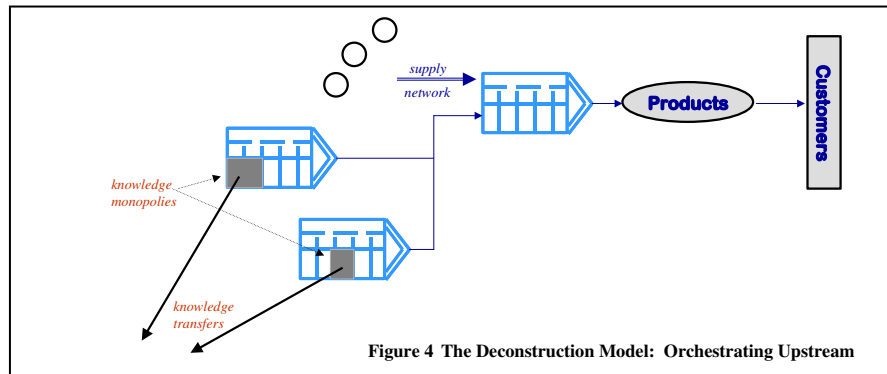 supply
network
Products
Customers
knowledge
monopolies
knowledge
transfers
Figure 4 The Deconstruction Model: Orchestrating Upstream